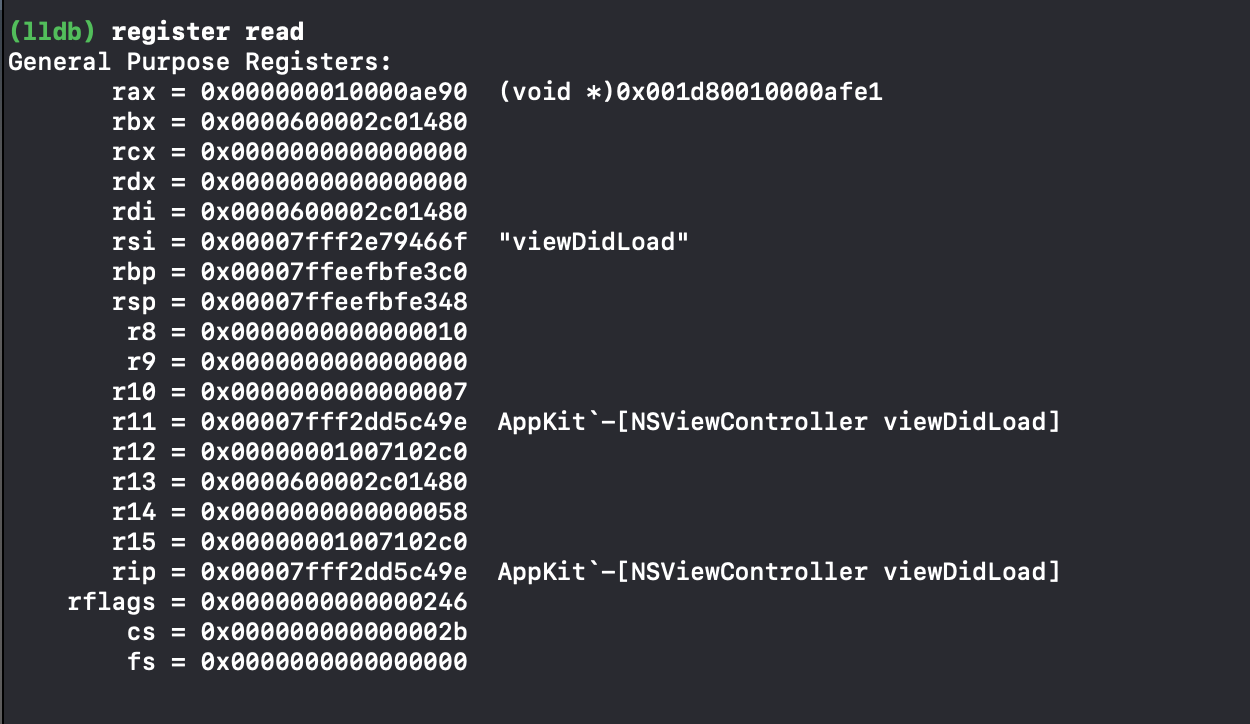 (lldb) register read
General Purpose Registers:
rax = 0x000000010000ae90  (void *)0x001d80010000afe1
rbx = 0x0000600002c01480
rcx = 0x0000000000000000
rdx = 0x0000000000000000
rdi = 0x0000600002c01480
rsi = 0x00007fff2e79466f  "viewDidLoad"
rbp = 0x00007ffeefbfe3c0
rsp = 0x00007ffeefbfe348
r8 = 0x0000000000000010
r9 = 0x0000000000000000
r10 = 0x0000000000000007
r11 = 0x00007fff2dd5c49e  AppKit`-[NSViewController viewDidLoad]
r12 = 0x00000001007102c0
r13 = 0x0000600002c01480
r14 = 0x0000000000000058
r15 = 0x00000001007102c0
rip = 0x00007fff2dd5c49e  AppKit`-[NSViewController viewDidLoad]
rflags = 0x0000000000000246
cs = 0x000000000000002b
fs = 0x0000000000000000